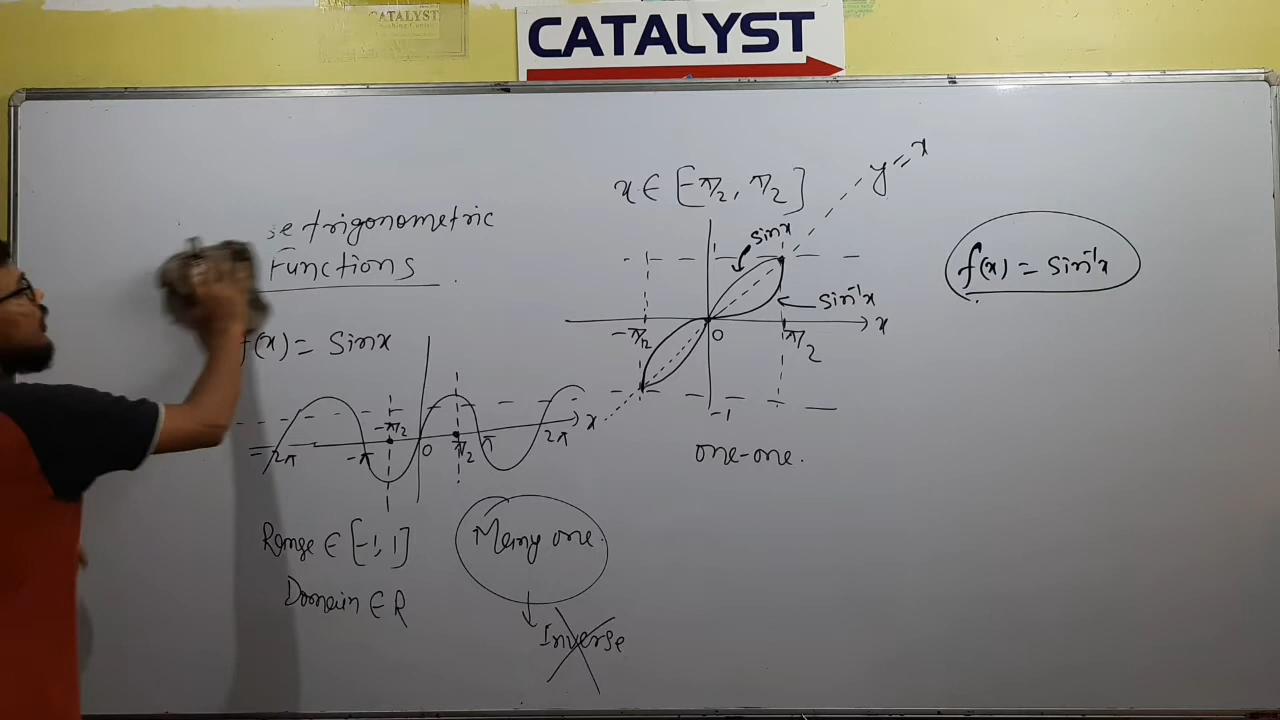 CATALYST
CATALYST
se trigonometric
Functions
f(x) = Sinx
-2π -π -π/2 0 π/2 π 2π x
Range ∈ [-1, 1]
Domain ∈ R
Many one.
Inverse
x ∈ [-π/2, π/2]
y = x
sinx
sin⁻¹x
1
-π/2 0 π/2 x
-1
one-one.
f(x) = Sin⁻¹x